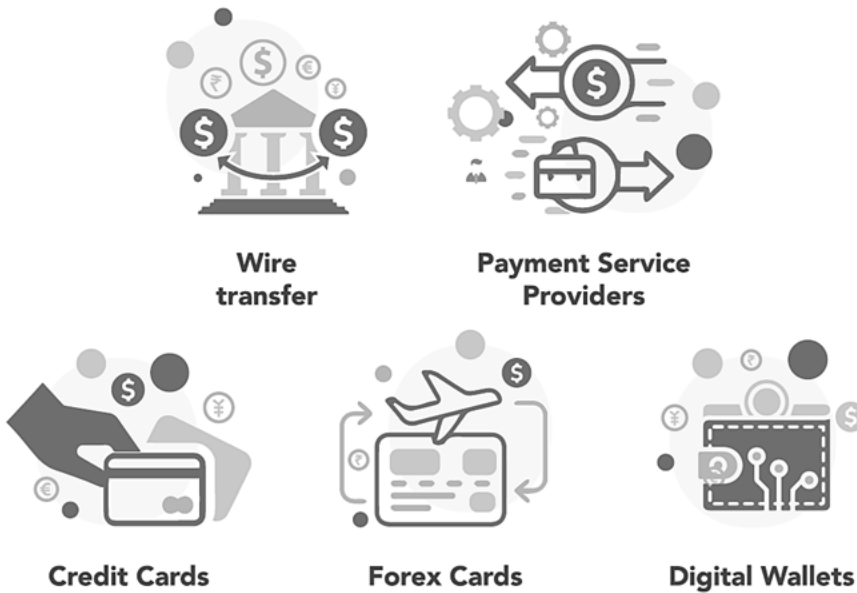 Wire
transfer
Payment Service
Providers
Credit Cards
Forex Cards
Digital Wallets